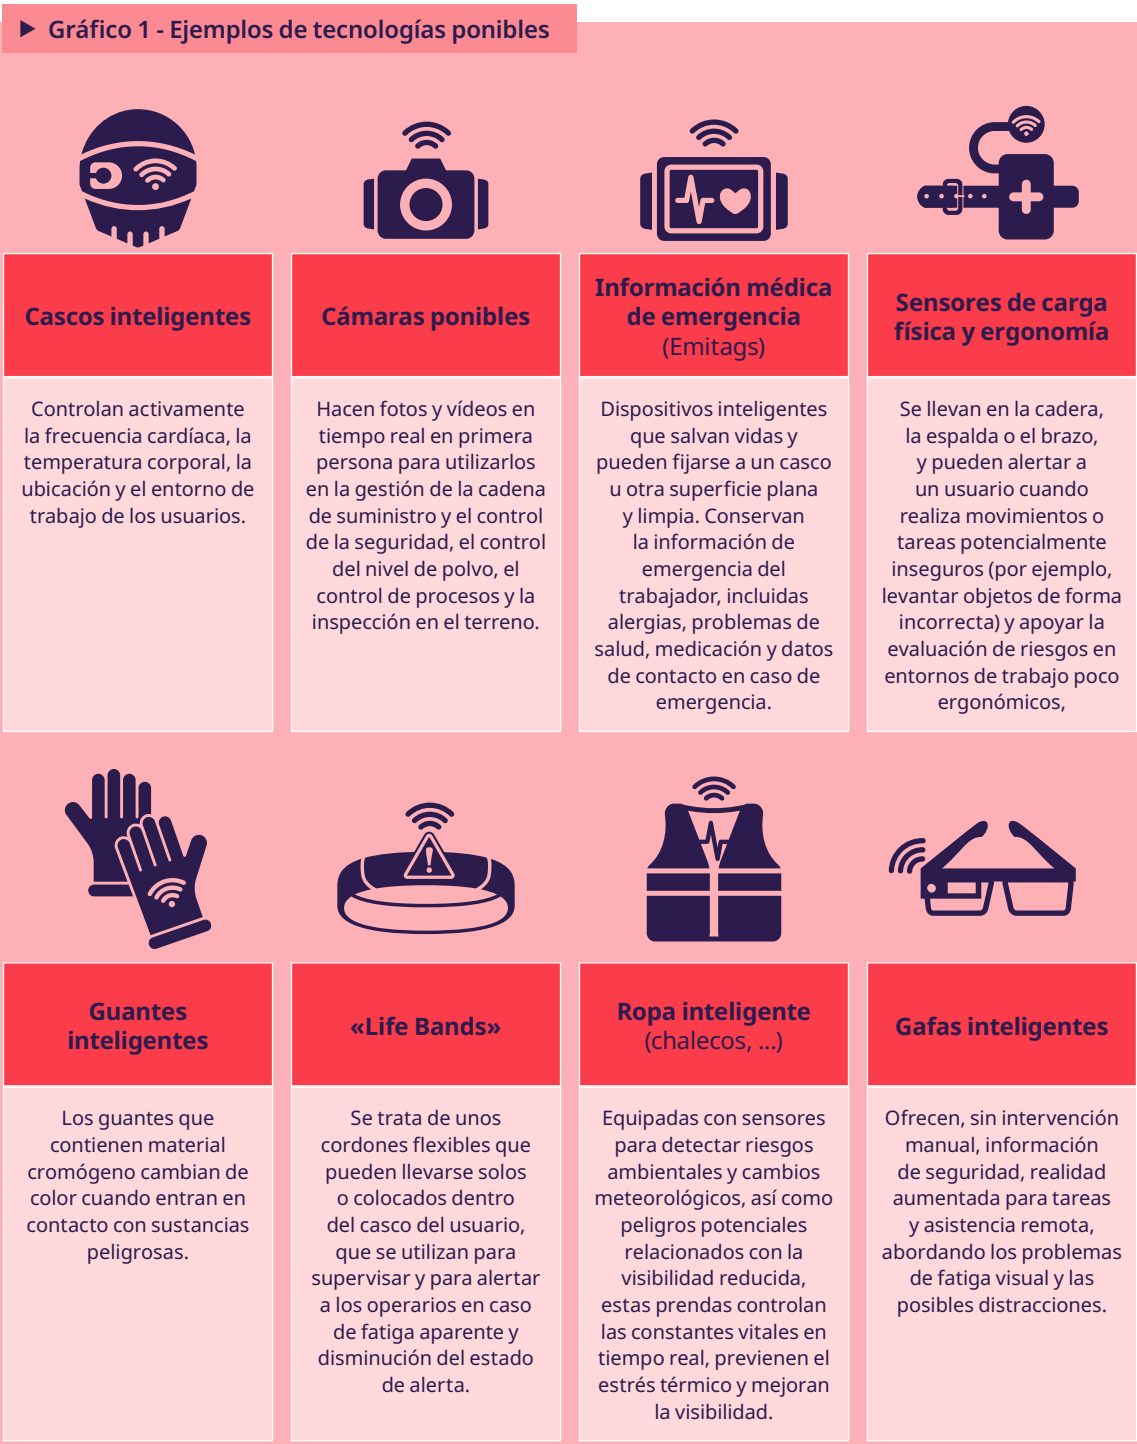 Gráfico 1 - Ejemplos de tecnologías ponibles
Cascos inteligentes
Controlan activamente
la frecuencia cardíaca, la
temperatura corporal, la
ubicación y el entorno de
trabajo de los usuarios.
Cámaras ponibles
Hacen fotos y vídeos en
tiempo real en primera
persona para utilizarlos
en la gestión de la cadena
de suministro y el control
de la seguridad, el control
del nivel de polvo, el
control de procesos y la
inspección en el terreno.
Información médica
de emergencia
(Emitags)
Dispositivos inteligentes
que salvan vidas y
pueden fijarse a un casco
u otra superficie plana
y limpia. Conservan
la información de
emergencia del
trabajador, incluidas
alergias, problemas de
salud, medicación y datos
de contacto en caso de
emergencia.
Sensores de carga
física y ergonomía
Se llevan en la cadera,
la espalda o el brazo,
y pueden alertar a
un usuario cuando
realiza movimientos o
tareas potencialmente
inseguros (por ejemplo,
levantar objetos de forma
incorrecta) y apoyar la
evaluación de riesgos en
entornos de trabajo poco
ergonómicos,
Guantes
inteligentes
Los guantes que
contienen material
cromógeno cambian de
color cuando entran en
contacto con sustancias
peligrosas.
«Life Bands»
Se trata de unos
cordones flexibles que
pueden llevarse solos
o colocados dentro
del casco del usuario,
que se utilizan para
supervisar y para alertar
a los operarios en caso
de fatiga aparente y
disminución del estado
de alerta.
Ropa inteligente
(chalecos, ...)
Equipadas con sensores
para detectar riesgos
ambientales y cambios
meteorológicos, así como
peligros potenciales
relacionados con la
visibilidad reducida,
estas prendas controlan
las constantes vitales en
tiempo real, previenen el
estrés térmico y mejoran
la visibilidad.
Gafas inteligentes
Ofrecen, sin intervención
manual, información
de seguridad, realidad
aumentada para tareas
y asistencia remota,
abordando los problemas
de fatiga visual y las
posibles distracciones.